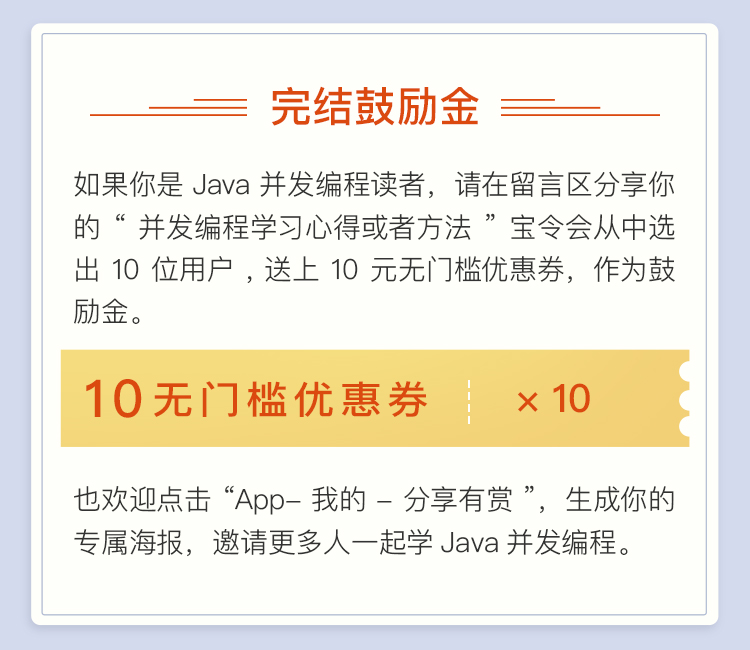 完结鼓励金
如果你是 Java 并发编程读者，请在留言区分享你
的 “ 并发编程学习心得或者方法 ” 宝令会从中选
出 10 位用户 , 送上 10 元无门槛优惠券，作为鼓
励金。
10无门槛优惠券 × 10
也欢迎点击 “App– 我的 – 分享有赏 ”，生成你的
专属海报，邀请更多人一起学 Java 并发编程。